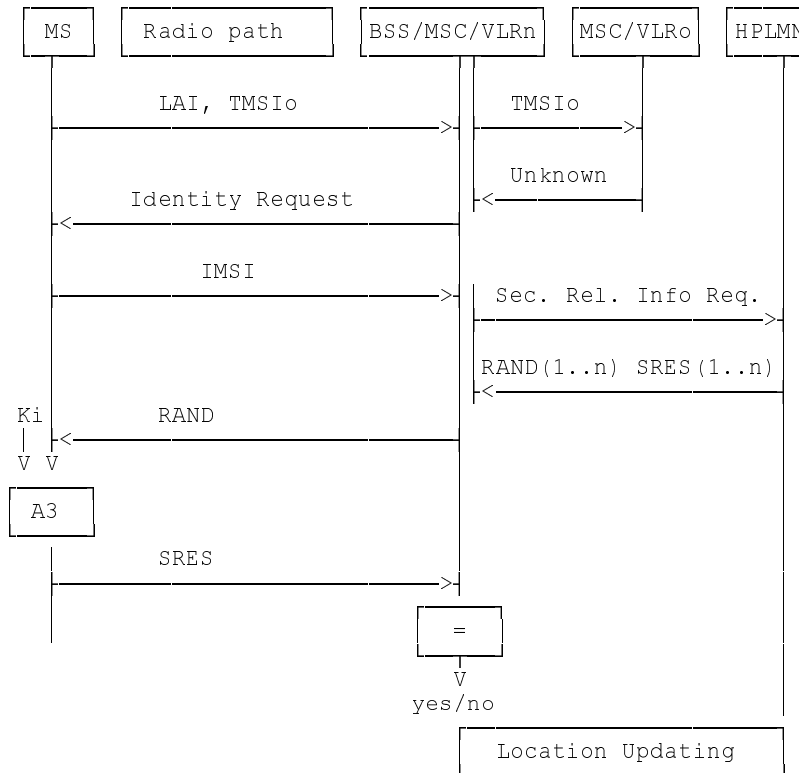 MS Radio path BSS/MSC/VLRn MSC/VLRo HPLMN
LAI, TMSIo TMSIo
Unknown
Identity Request
IMSI
Sec. Rel. Info Req.
RAND(1..n) SRES(1..n)
Ki RAND
V V
A3
SRES
=
V
yes/no
Location Updating